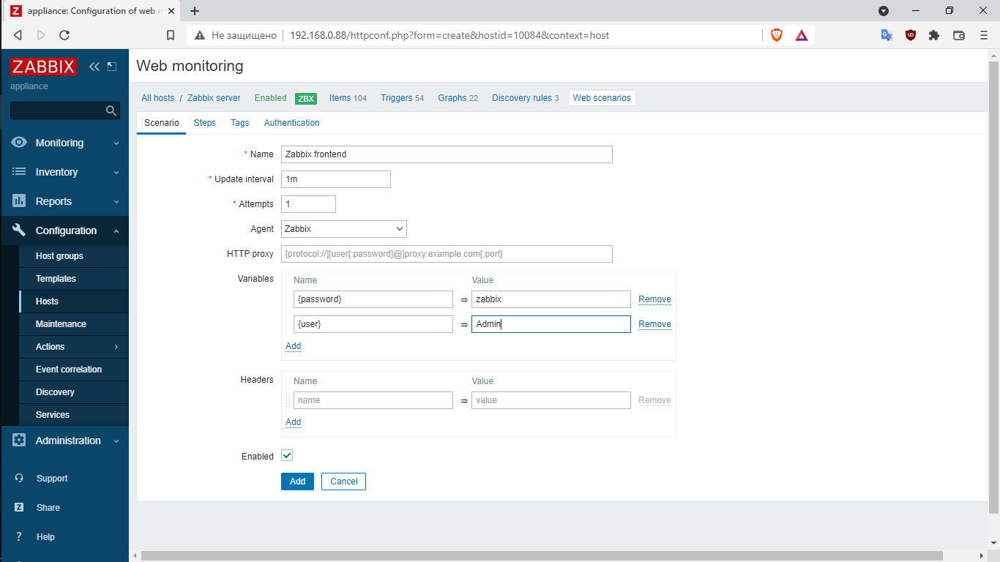 Z appliance: Configuration of web m
Не защищено 192.168.0.88/httpconf.php?form=create&hostid=10084&context=host
ZABBIX
appliance
Monitoring
Inventory
Reports
Configuration
Host groups
Templates
Hosts
Maintenance
Actions
Event correlation
Discovery
Services
Administration
Support
Z Share
? Help
Web monitoring
All hosts / Zabbix server Enabled ZBX Items 104 Triggers 54 Graphs 22 Discovery rules 3 Web scenarios
Scenario Steps Tags Authentication
* Name Zabbix frontend
* Update interval 1m
* Attempts 1
Agent Zabbix
HTTP proxy [protocol://][user[:password]@]proxy.example.com[:port]
Variables Name Value
{password} ⇒ zabbix Remove
{user} ⇒ Admin Remove
Add
Headers Name Value
name ⇒ value Remove
Add
Enabled
Add Cancel